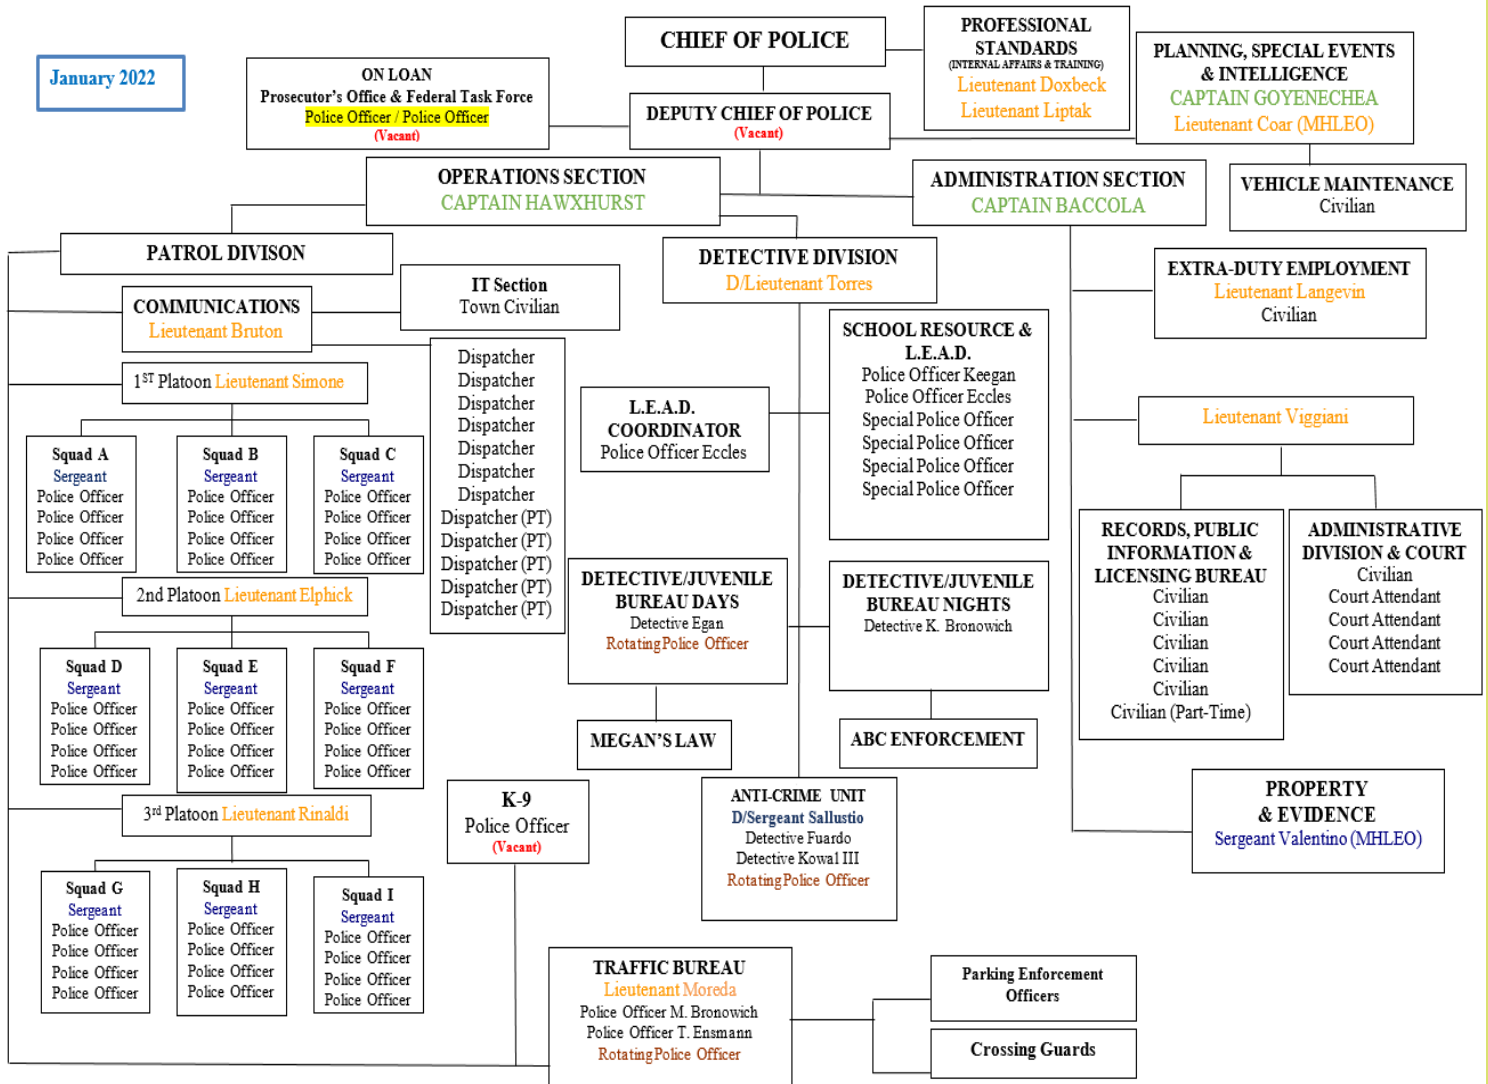 January 2022
ON LOAN
Prosecutor's Office & Federal Task Force
Police Officer / Police Officer
(Vacant)
CHIEF OF POLICE
DEPUTY CHIEF OF POLICE
(Vacant)
PROFESSIONAL
STANDARDS
(INTERNAL AFFAIRS & TRAINING)
Lieutenant Doxbeck
Lieutenant Liptak
PLANNING, SPECIAL EVENTS
& INTELLIGENCE
CAPTAIN GOYENECHEA
Lieutenant Coar (MHLEO)
OPERATIONS SECTION
CAPTAIN HAWXHURST
ADMINISTRATION SECTION
CAPTAIN BACCOLA
VEHICLE MAINTENANCE
Civilian
PATROL DIVISON
DETECTIVE DIVISION
D/Lieutenant Torres
EXTRA-DUTY EMPLOYMENT
Lieutenant Langevin
Civilian
COMMUNICATIONS
Lieutenant Bruton
IT Section
Town Civilian
Dispatcher
Dispatcher
Dispatcher
Dispatcher
Dispatcher
Dispatcher
Dispatcher
Dispatcher (PT)
Dispatcher (PT)
Dispatcher (PT)
Dispatcher (PT)
Dispatcher (PT)
1ST Platoon Lieutenant Simone
Squad A
Sergeant
Police Officer
Police Officer
Police Officer
Police Officer
Squad B
Sergeant
Police Officer
Police Officer
Police Officer
Police Officer
Squad C
Sergeant
Police Officer
Police Officer
Police Officer
Police Officer
2nd Platoon Lieutenant Elphick
Squad D
Sergeant
Police Officer
Police Officer
Police Officer
Police Officer
Squad E
Sergeant
Police Officer
Police Officer
Police Officer
Police Officer
Squad F
Sergeant
Police Officer
Police Officer
Police Officer
Police Officer
3rd Platoon Lieutenant Rinaldi
Squad G
Sergeant
Police Officer
Police Officer
Police Officer
Police Officer
Squad H
Sergeant
Police Officer
Police Officer
Police Officer
Police Officer
Squad I
Sergeant
Police Officer
Police Officer
Police Officer
Police Officer
L.E.A.D.
COORDINATOR
Police Officer Eccles
SCHOOL RESOURCE &
L.E.A.D.
Police Officer Keegan
Police Officer Eccles
Special Police Officer
Special Police Officer
Special Police Officer
Special Police Officer
DETECTIVE/JUVENILE
BUREAU DAYS
Detective Egan
Rotating Police Officer
DETECTIVE/JUVENILE
BUREAU NIGHTS
Detective K. Bronowich
MEGAN'S LAW
ABC ENFORCEMENT
K-9
Police Officer
(Vacant)
ANTI-CRIME UNIT
D/Sergeant Sallustio
Detective Fuardo
Detective Kowal III
Rotating Police Officer
TRAFFIC BUREAU
Lieutenant Moreda
Police Officer M. Bronowich
Police Officer T. Ensmann
Rotating Police Officer
Parking Enforcement
Officers
Crossing Guards
Lieutenant Viggiani
RECORDS, PUBLIC
INFORMATION &
LICENSING BUREAU
Civilian
Civilian
Civilian
Civilian
Civilian
Civilian (Part-Time)
ADMINISTRATIVE
DIVISION & COURT
Civilian
Court Attendant
Court Attendant
Court Attendant
Court Attendant
PROPERTY
& EVIDENCE
Sergeant Valentino (MHLEO)